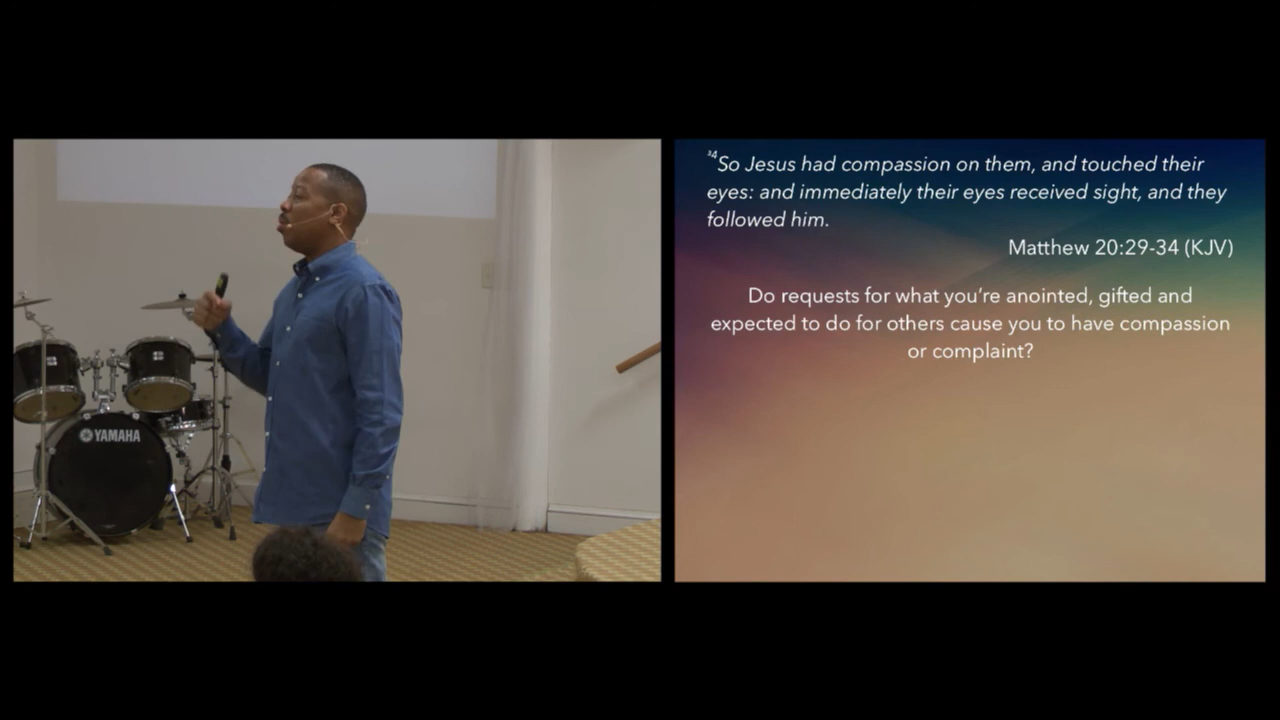 YAMAHA
³⁴So Jesus had compassion on them, and touched their
eyes: and immediately their eyes received sight, and they
followed him.
Matthew 20:29-34 (KJV)
Do requests for what you’re anointed, gifted and
expected to do for others cause you to have compassion
or complaint?